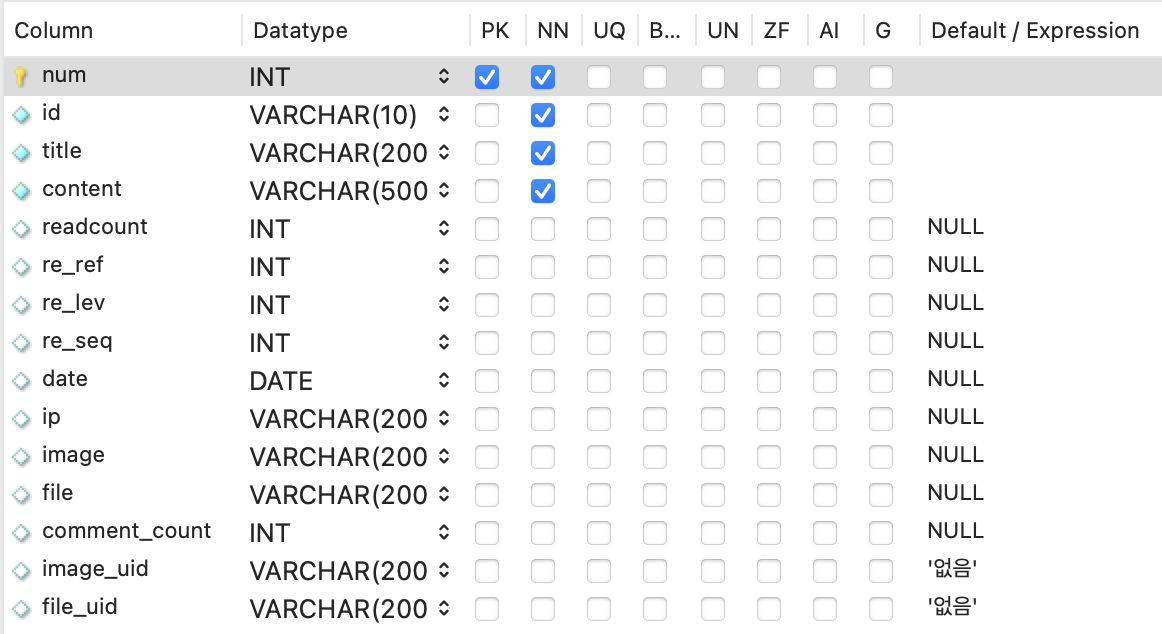 Column Datatype PK NN UQ B... UN ZF AI G Default / Expression
num INT
id VARCHAR(10)
title VARCHAR(200
content VARCHAR(500
readcount INT NULL
re_ref INT NULL
re_lev INT NULL
re_seq INT NULL
date DATE NULL
ip VARCHAR(200 NULL
image VARCHAR(200 NULL
file VARCHAR(200 NULL
comment_count INT NULL
image_uid VARCHAR(200 '없음'
file_uid VARCHAR(200 '없음'